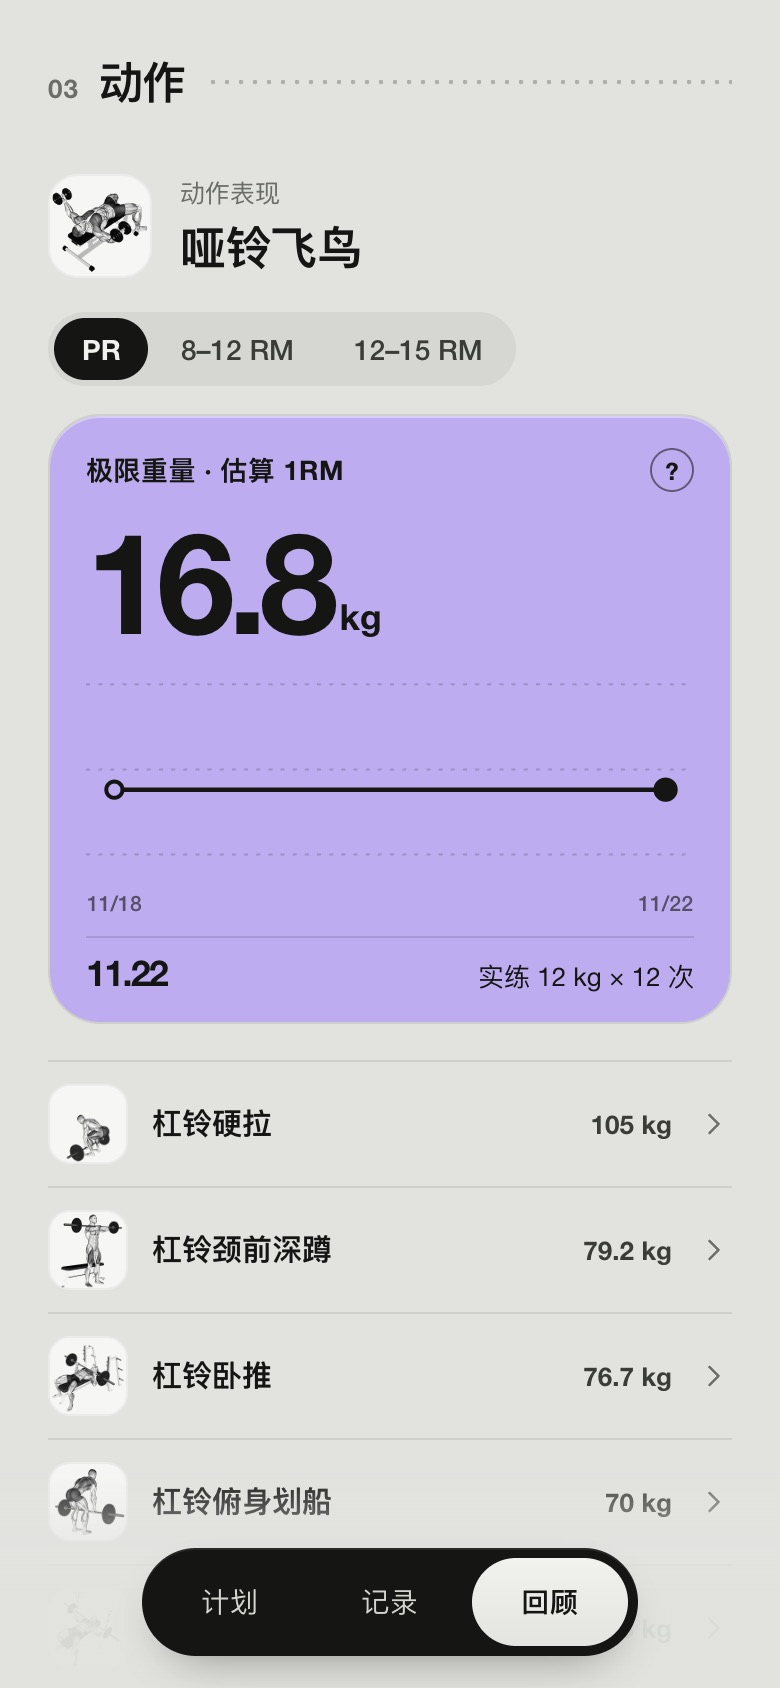 03 动作
动作表现
哑铃飞鸟
PR 8–12 RM 12–15 RM
极限重量 · 估算 1RM ?
16.8 kg
11/18 11/22
11.22 实练 12 kg × 12 次
杠铃硬拉 105 kg
杠铃颈前深蹲 79.2 kg
杠铃卧推 76.7 kg
杠铃俯身划船 70 kg
kg
计划 记录 回顾